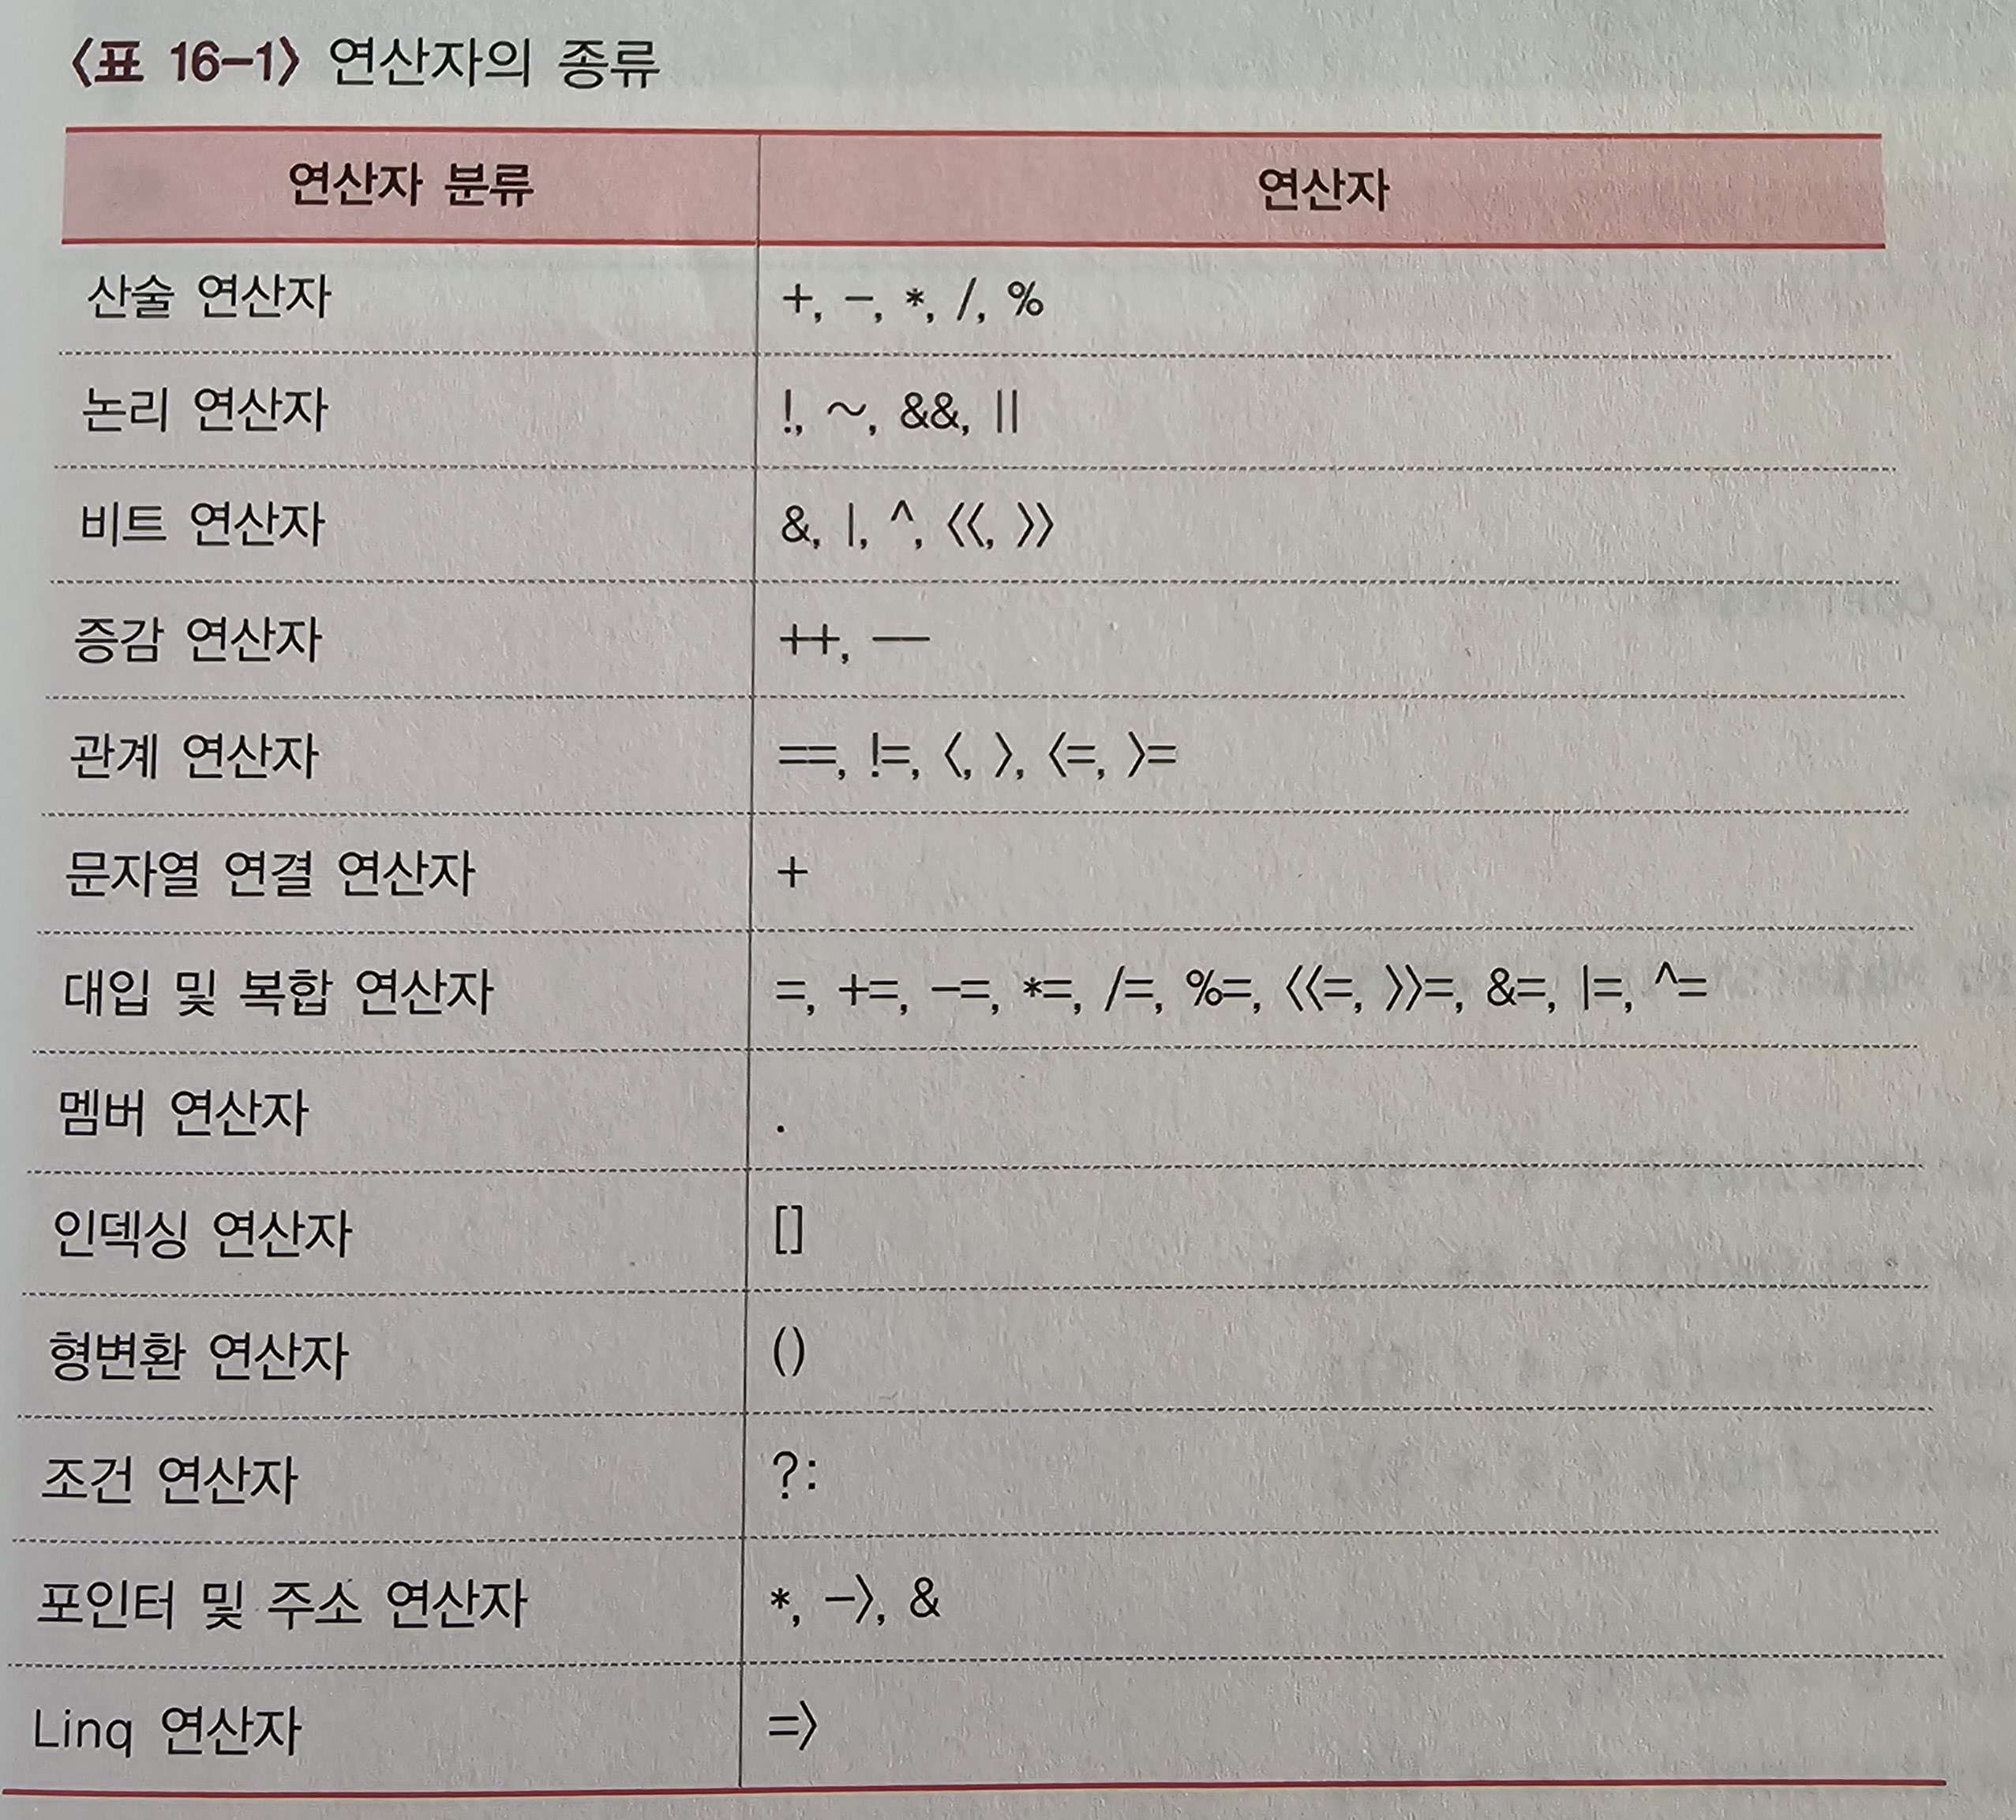 〈표 16-1〉 연산자의 종류
연산자 분류 연산자
산술 연산자 +, -, *, /, %
논리 연산자 !, ~, &&, ||
비트 연산자 &, |, ^, 〈〈, 〉〉
증감 연산자 ++, --
관계 연산자 ==, !=, 〈, 〉, 〈=, 〉=
문자열 연결 연산자 +
대입 및 복합 연산자 =, +=, -=, *=, /=, %=, 〈〈=, 〉〉=, &=, |=, ^=
멤버 연산자 .
인덱싱 연산자 []
형변환 연산자 ()
조건 연산자 ?:
포인터 및 주소 연산자 *, -〉, &
Linq 연산자 =〉